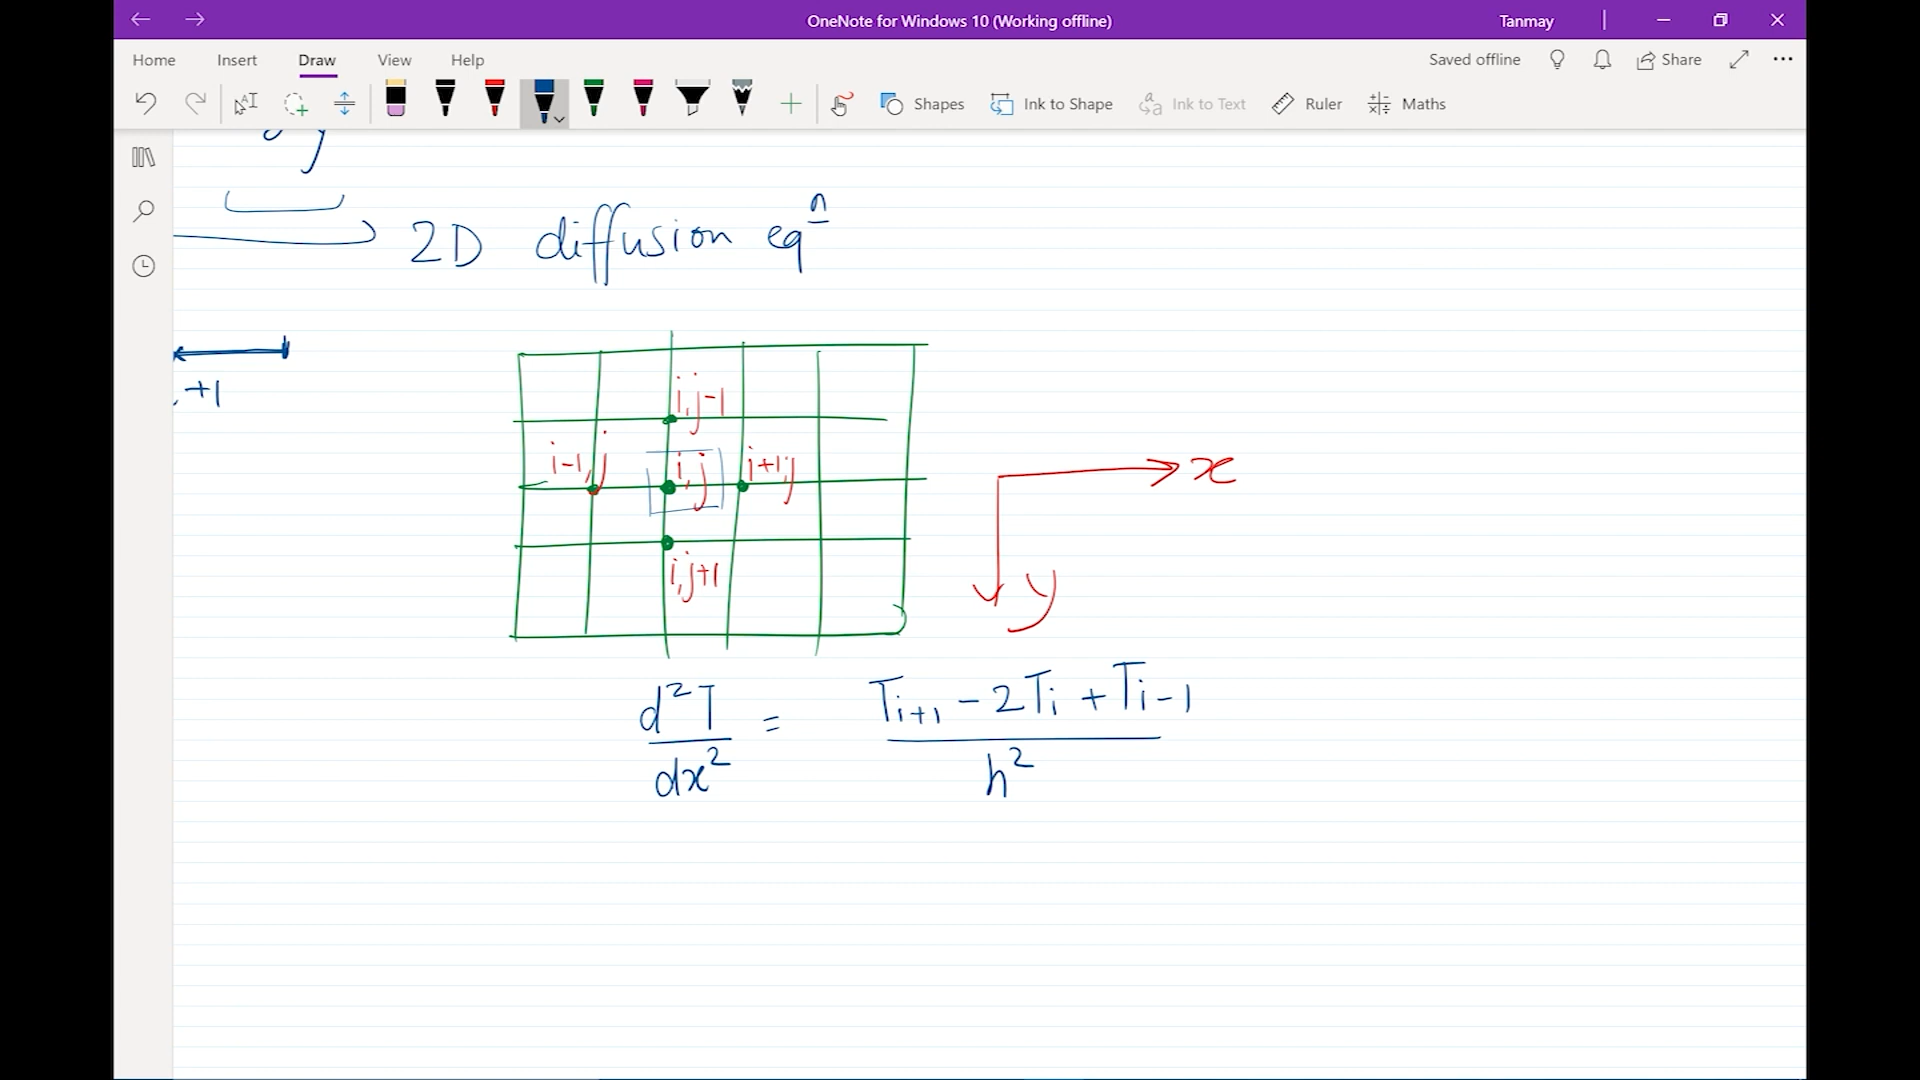 OneNote for Windows 10 (Working offline)
Tanmay
Home Insert Draw View Help
Saved offline
Share
Shapes Ink to Shape Ink to Text Ruler Maths
y
2D diffusion eqⁿ
+1
i,j-1
i-1,j i,j i+1,j
i,j+1
x
y
d²T/dx² = (Tᵢ₊₁ - 2Tᵢ + Tᵢ₋₁)/h²